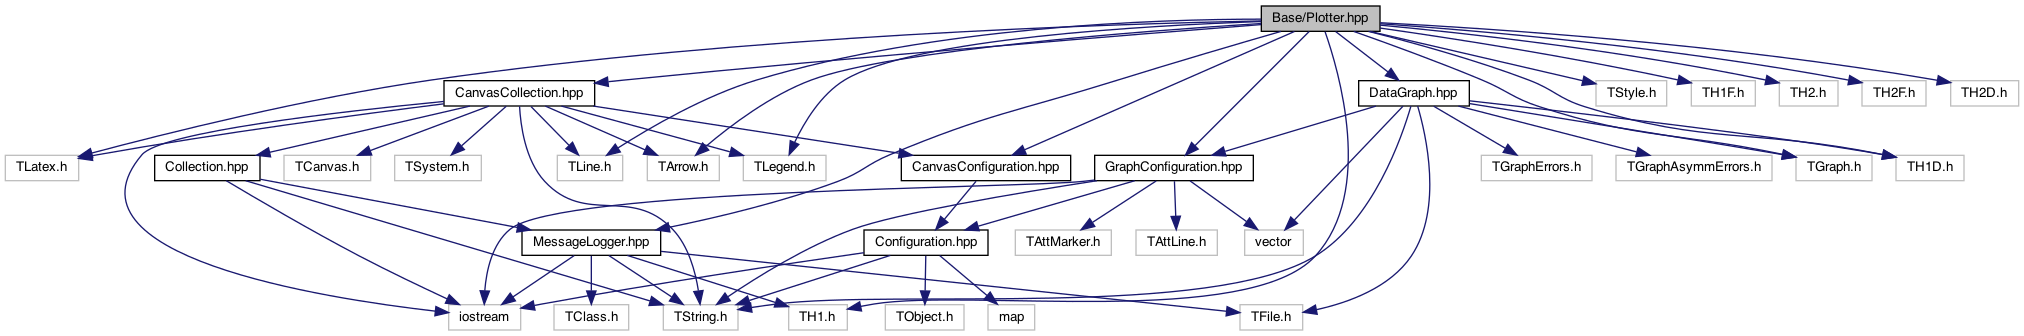 Base/Plotter.hpp
CanvasCollection.hpp
DataGraph.hpp
TStyle.h
TH1F.h
TH2.h
TH2F.h
TH2D.h
TLatex.h
Collection.hpp
TCanvas.h
TSystem.h
TLine.h
TArrow.h
TLegend.h
CanvasConfiguration.hpp
GraphConfiguration.hpp
TGraphErrors.h
TGraphAsymmErrors.h
TGraph.h
TH1D.h
MessageLogger.hpp
Configuration.hpp
TAttMarker.h
TAttLine.h
vector
iostream
TClass.h
TString.h
TH1.h
TObject.h
map
TFile.h